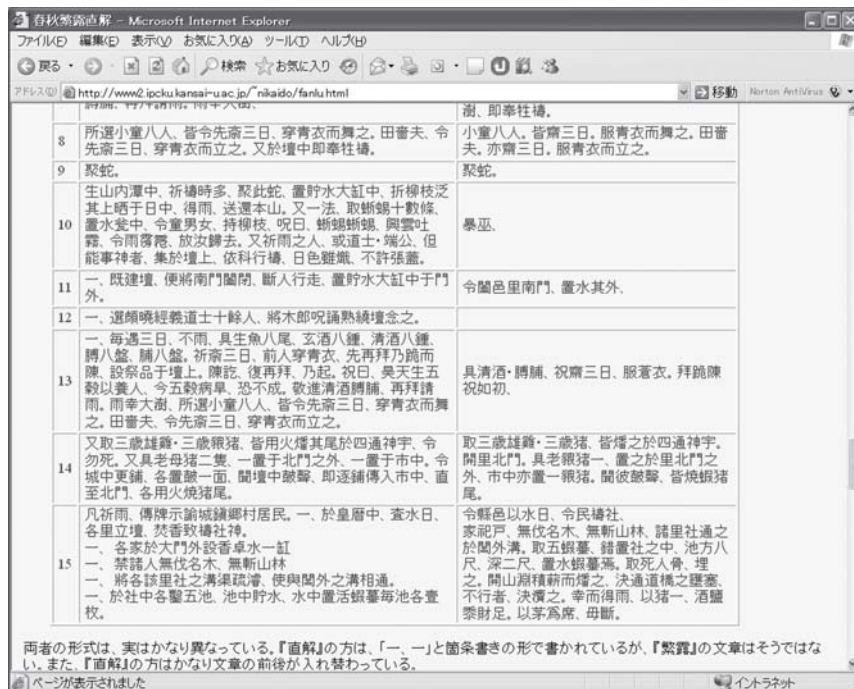 春秋繁露直解 - Microsoft Internet Explorer
ファイル(F) 編集(E) 表示(V) お気に入り(A) ツール(T) ヘルプ(H)
戻る 検索 お気に入り
アドレス(D) http://www2.ipcku.kansai-u.ac.jp/~nikaido/fanlu.html 移動 Norton AntiVirus
樹、即奉牲禱。
8 所選小童八人、皆令先斎三日、穿青衣而舞之。田嗇夫、令 小童八人。皆齋三日。服青衣而舞之。田嗇
先斎三日、穿青衣而立之。又於壇中即奉牲禱。 夫。亦齋三日。服青衣而立之。
9 聚蛇。 聚蛇。
生山内潭中、祈禱時多、聚此蛇、置貯水大缸中、折柳枝泛
其上晒于日中、得雨、送還本山。又一法、取蜥蜴十數條、
10 置水瓮中、令童男女、持柳枝、呪曰、蜥蜴蜥蜴、興雲吐 暴巫、
霧、令雨霶霈、放汝歸去。又祈雨之人、或道士・端公、但
能事神者、集於壇上、依科行禱、日色雖熾、不許張蓋。
11 一、既建壇、便將南門闔閉、斷人行走、置貯水大缸中于門 令闔邑里南門、置水其外、
外。
12 一、選頗曉經義道士十餘人、將木郎呪誦熟繞壇念之。
一、毎遇三日、不雨、具生魚八尾、玄酒八鍾、清酒八鍾、
膊八盤、脯八盤。祈斎三日、前人穿青衣、先再拜乃跪而
陳、設祭品于壇上。陳訖、復再拜、乃起。祝曰、昊天生五
13 穀以養人、今五穀病旱、恐不成。敬進清酒膊脯、再拜請 具清酒・膊脯、祝齋三日、服蒼衣。拜跪陳
雨。雨幸大澍、所選小童八人、皆令先斎三日、穿青衣而舞 祝如初、
之。田嗇夫、令先斎三日、穿青衣而立之。
又取三歳雄雞・三歳猳猪、皆用火燔其尾於四通神宇、令 取三歳雄雞・三歳猪、皆燔之於四通神宇。
14 勿死。又具老母猪二隻、一置于北門之外、一置于市中。令 開里北門。具老猳猪一、置之於里北門之
城中更鋪、各置皷一面、聞壇中皷聲、即逐鋪傳入市中、直 外、市中亦置一猳猪。聞彼皷聲、皆燒猳猪
至北門、各用火燒猪尾。 尾。
凡祈雨、傳牌示諭城鎮鄉村居民。一、於皇暦中、査水日、 令縣邑以水日、令民禱社、
各里立壇、焚香致禱社神。 家祀戸、無伐名木、無斬山林、諸里社通之
一、各家於大門外設香卓水一缸 於閭外溝。取五蝦蟇、錯置社之中、池方八
15 一、禁諸人無伐名木、無斬山林 尺、深二尺、置水蝦蟇焉。取死人骨、埋
一、將各該里社之溝渠疏濬、使與閭外之溝相通。 之。開山淵積薪而燔之、決通道橋之壅塞、
一、於社中各鑿五池、池中貯水、水中置活蝦蟇毎池各壹 不行者、決瀆之。幸而得雨、以猪一、酒鹽
枚。 黍財足。以茅爲席、毋斷。
両者の形式は、実はかなり異なっている。『直解』の方は、「一、一」と箇条書きの形で書かれているが、『繁露』の文章はそうではな
い。また、『直解』の方はかなり文章の前後が入れ替わっている。
ページが表示されました イントラネット